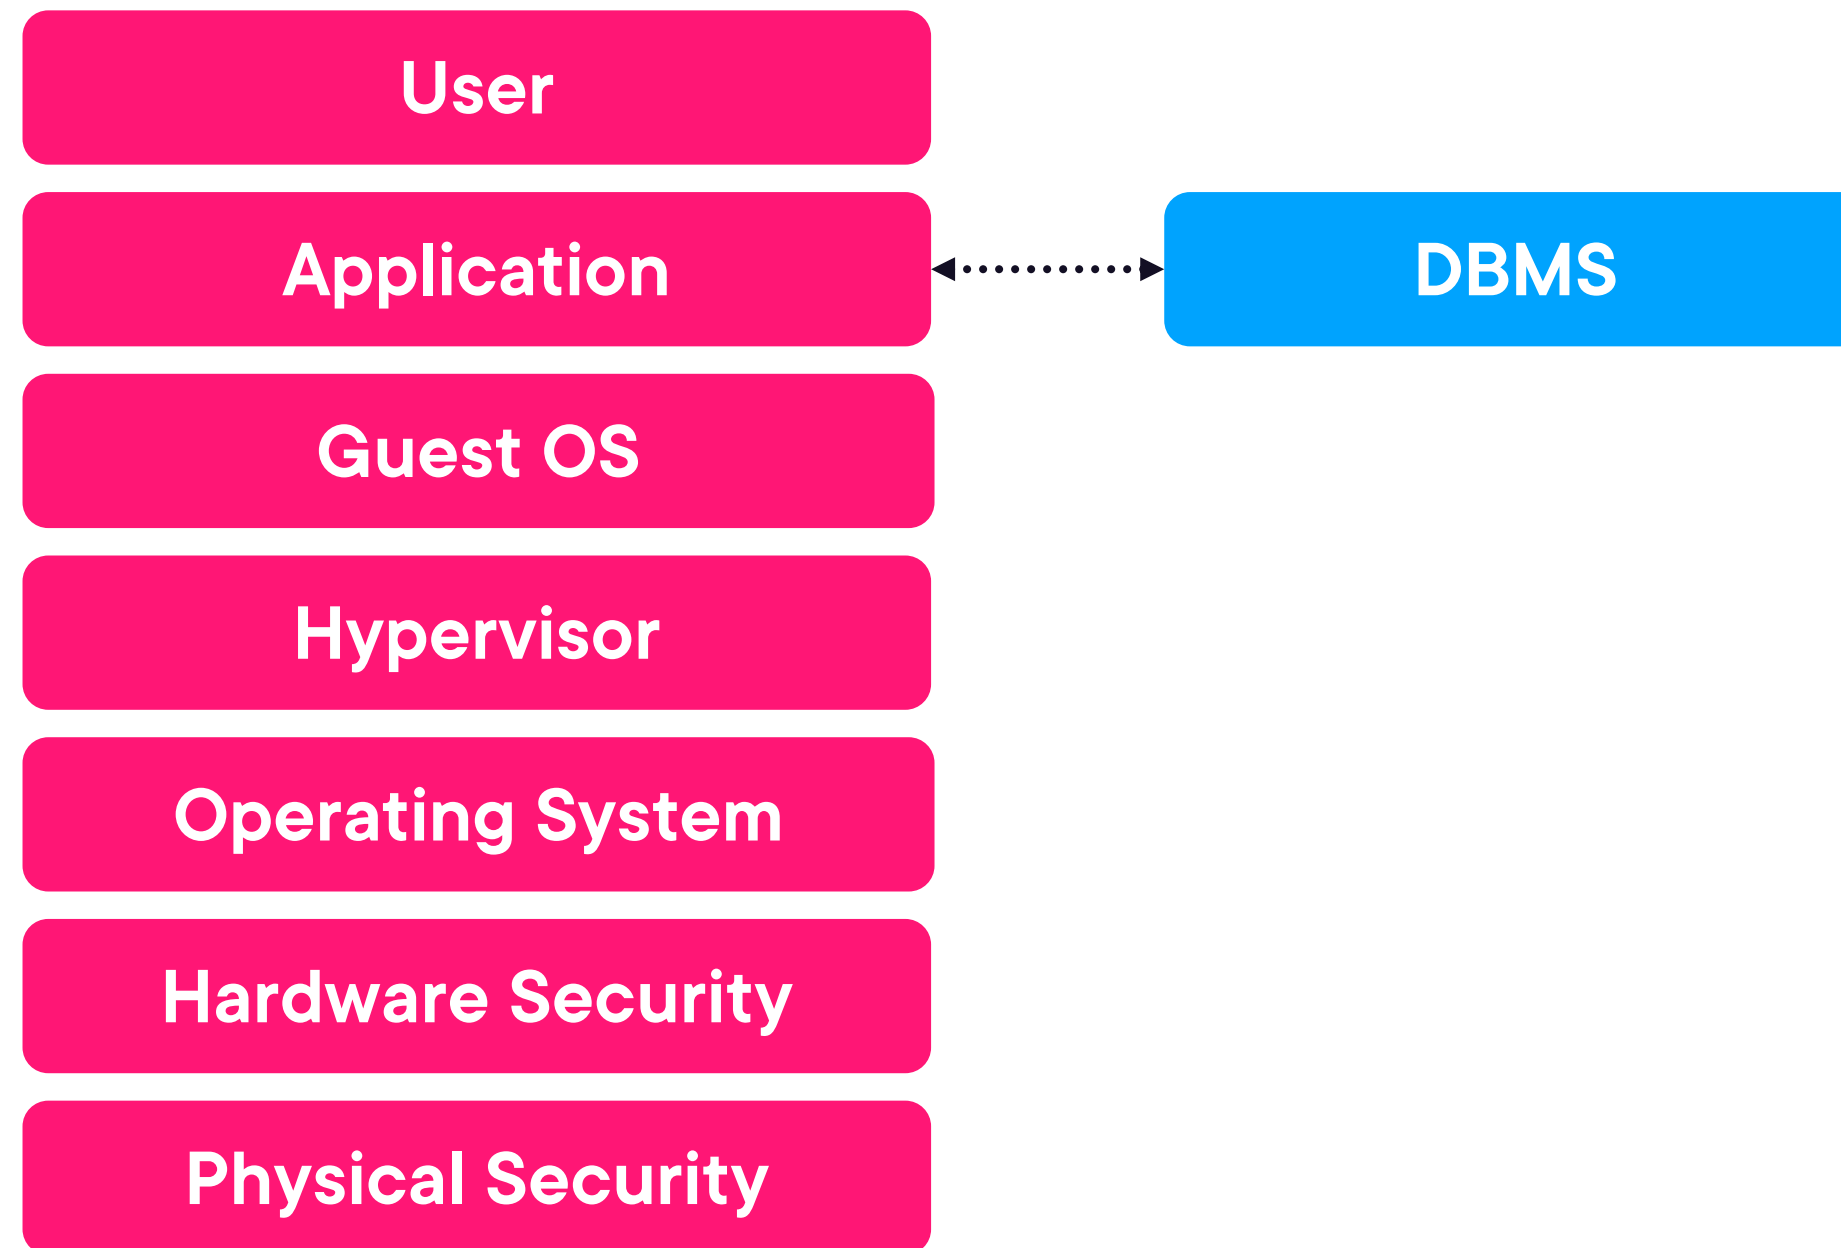 User
Application
DBMS
Guest OS
Hypervisor
Operating System
Hardware Security
Physical Security